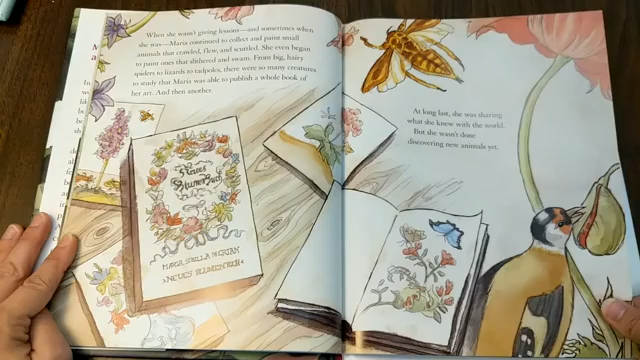 When she wasn't giving lessons—and sometimes when
she was—Maria continued to collect and paint small
animals that crawled, flew, and scuttled. She even began
to paint ones that slithered and swam. From big, hairy
spiders to lizards to tadpoles, there were so many creatures
to study that Maria was able to publish a whole book of
her art. And then another.
MARIA SIBYLLA MERIAN
»NEUES BLUMENBUCH«
At long last, she was sharing
what she knew with the world.
But she wasn't done
discovering new animals yet.